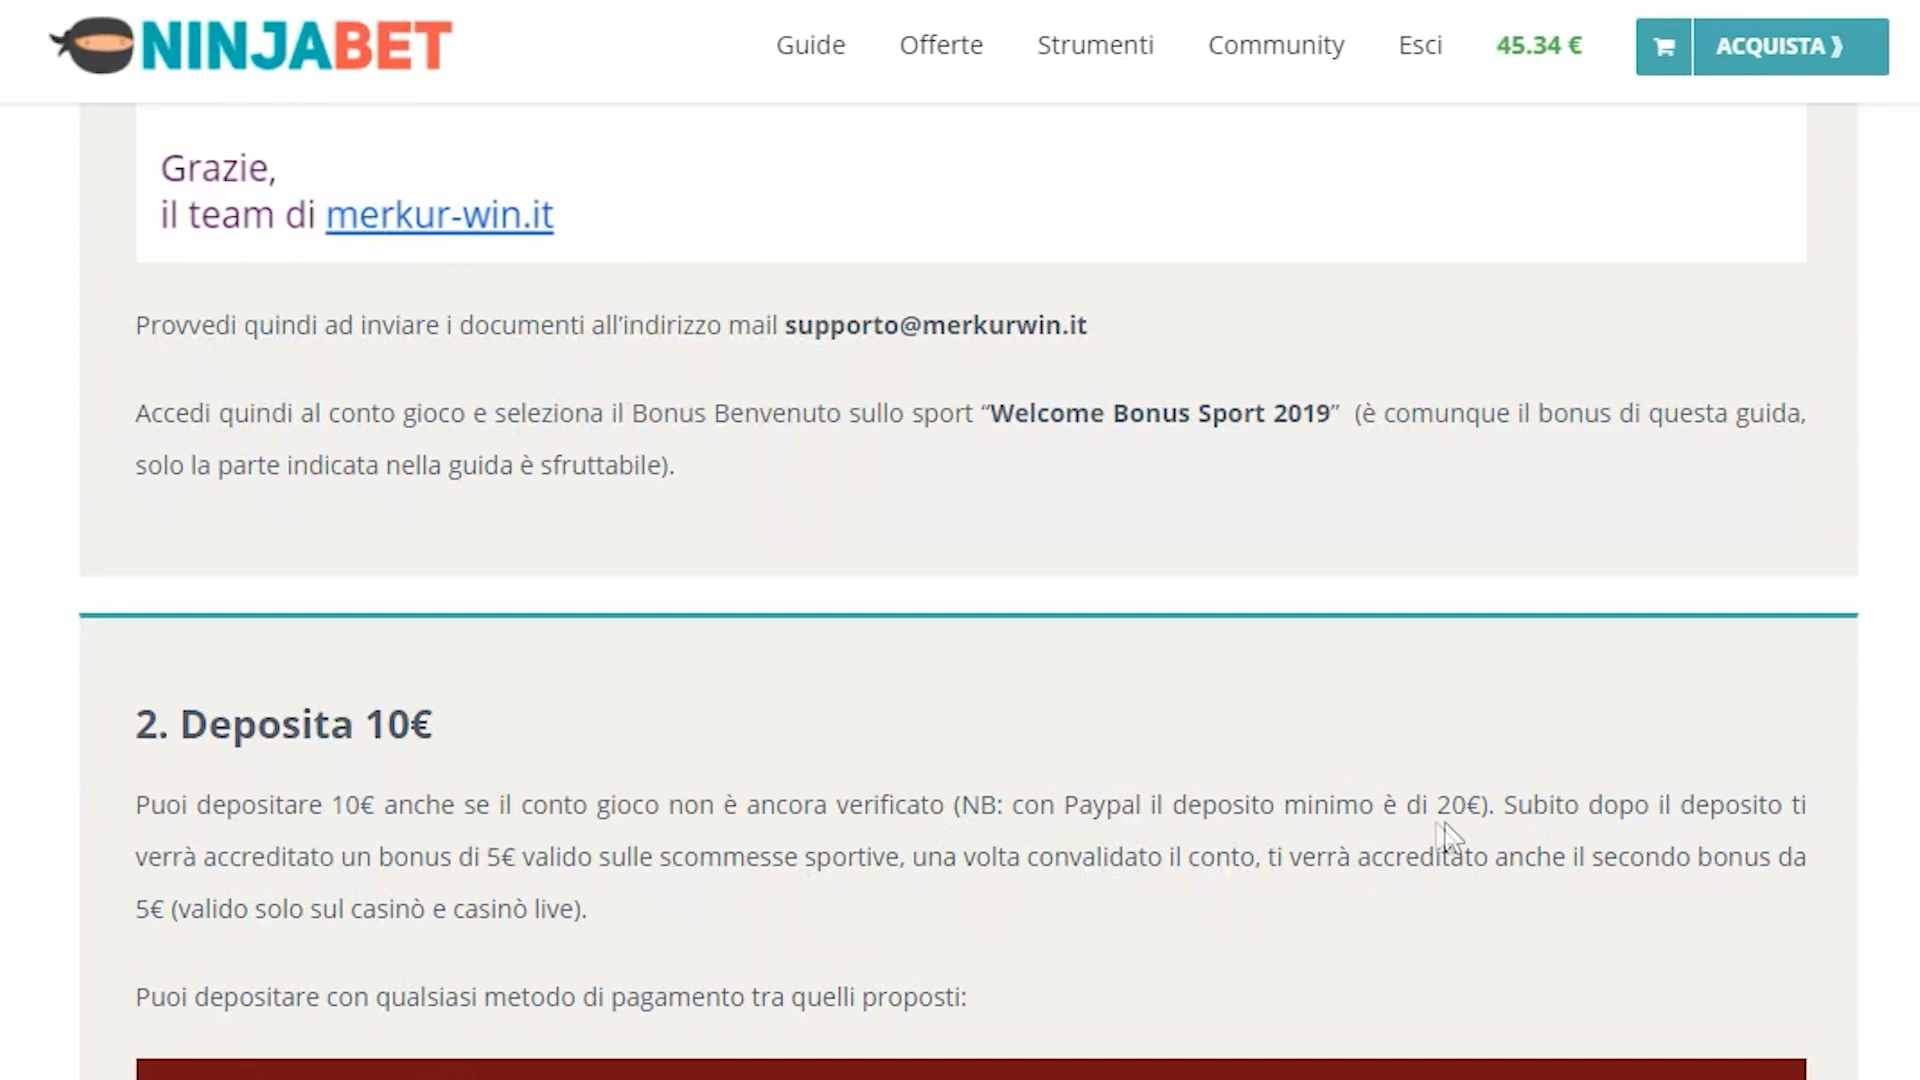 NINJABET
Guide Offerte Strumenti Community Esci 45.34 € ACQUISTA ⟫
Grazie,
il team di merkur-win.it
Provvedi quindi ad inviare i documenti all'indirizzo mail supporto@merkurwin.it
Accedi quindi al conto gioco e seleziona il Bonus Benvenuto sullo sport “Welcome Bonus Sport 2019” (è comunque il bonus di questa guida,
solo la parte indicata nella guida è sfruttabile).
2. Deposita 10€
Puoi depositare 10€ anche se il conto gioco non è ancora verificato (NB: con Paypal il deposito minimo è di 20€). Subito dopo il deposito ti
verrà accreditato un bonus di 5€ valido sulle scommesse sportive, una volta convalidato il conto, ti verrà accreditato anche il secondo bonus da
5€ (valido solo sul casinò e casinò live).
Puoi depositare con qualsiasi metodo di pagamento tra quelli proposti: